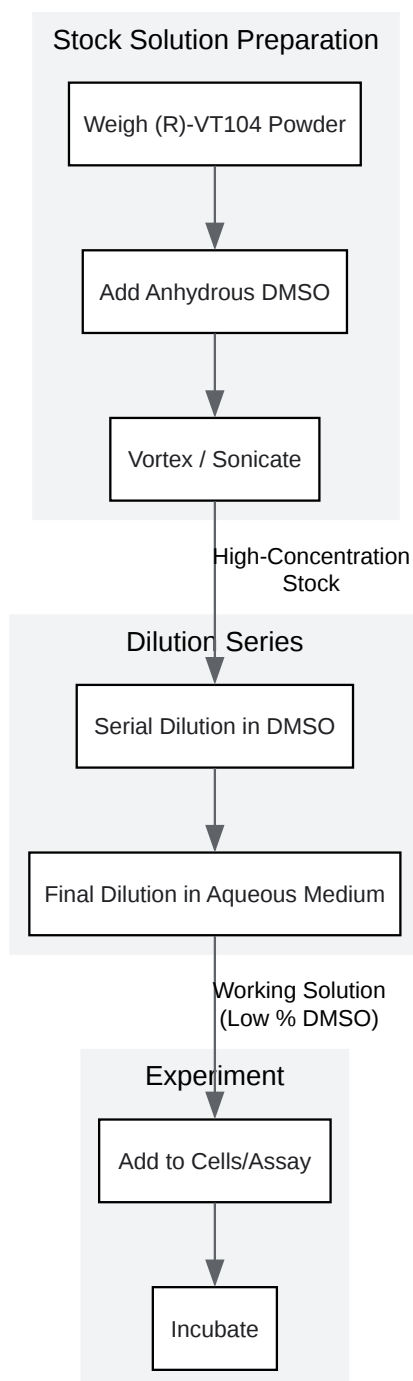 Stock Solution Preparation
Weigh (R)-VT104 Powder
Add Anhydrous DMSO
Vortex / Sonicate
High-Concentration
Stock
Dilution Series
Serial Dilution in DMSO
Final Dilution in Aqueous Medium
Working Solution
(Low % DMSO)
Experiment
Add to Cells/Assay
Incubate